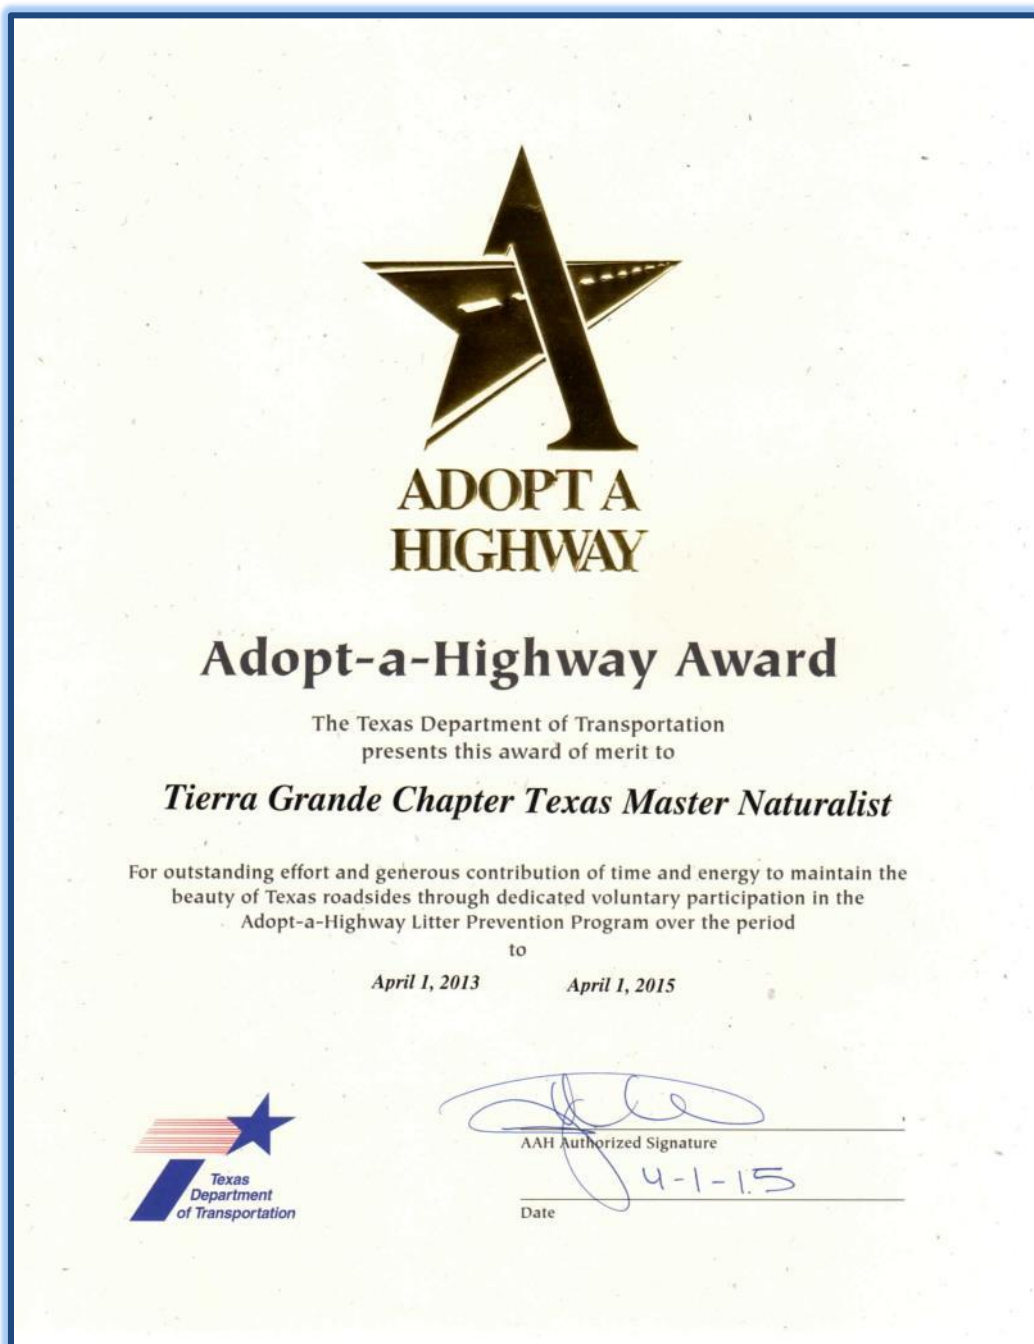 ADOPT A
HIGHWAY
Adopt-a-Highway Award
The Texas Department of Transportation
presents this award of merit to
Tierra Grande Chapter Texas Master Naturalist
For outstanding effort and generous contribution of time and energy to maintain the
beauty of Texas roadsides through dedicated voluntary participation in the
Adopt-a-Highway Litter Prevention Program over the period
to
April 1, 2013 April 1, 2015
AAH Authorized Signature
4-1-15
Date
Texas
Department
of Transportation